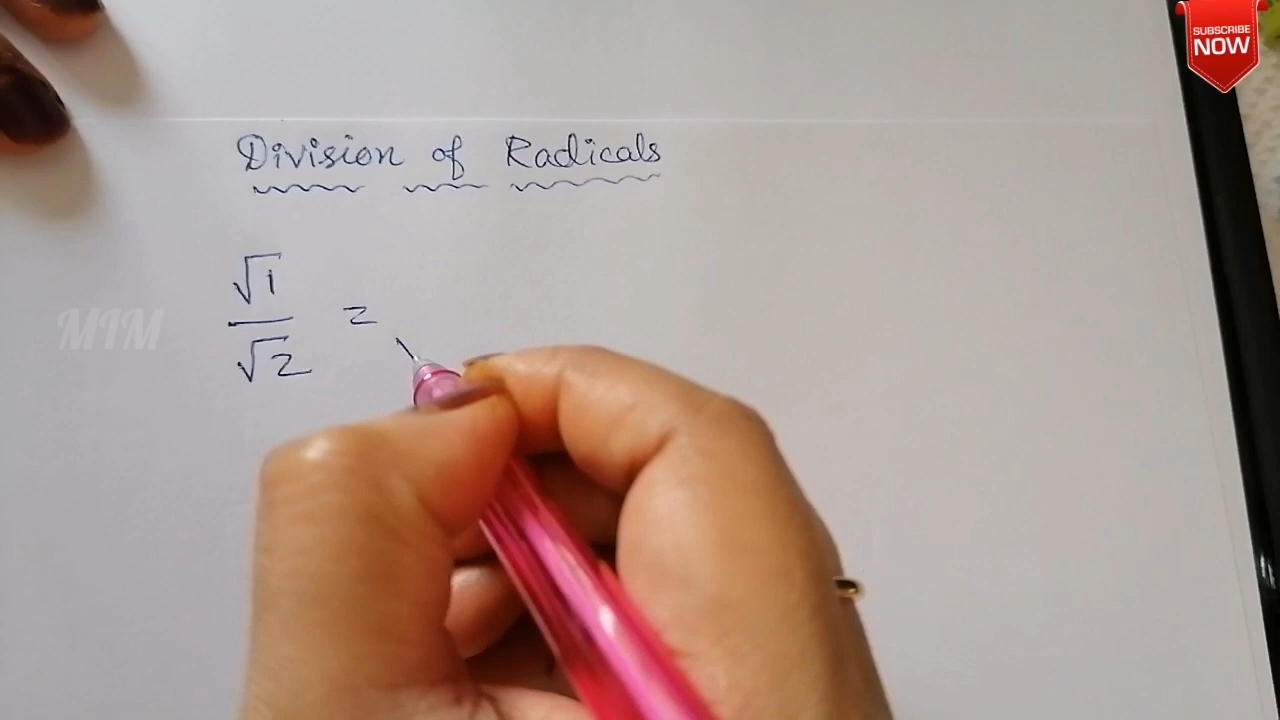 SUBSCRIBE
NOW
Division of Radicals
√1
/
√2 =
MIM